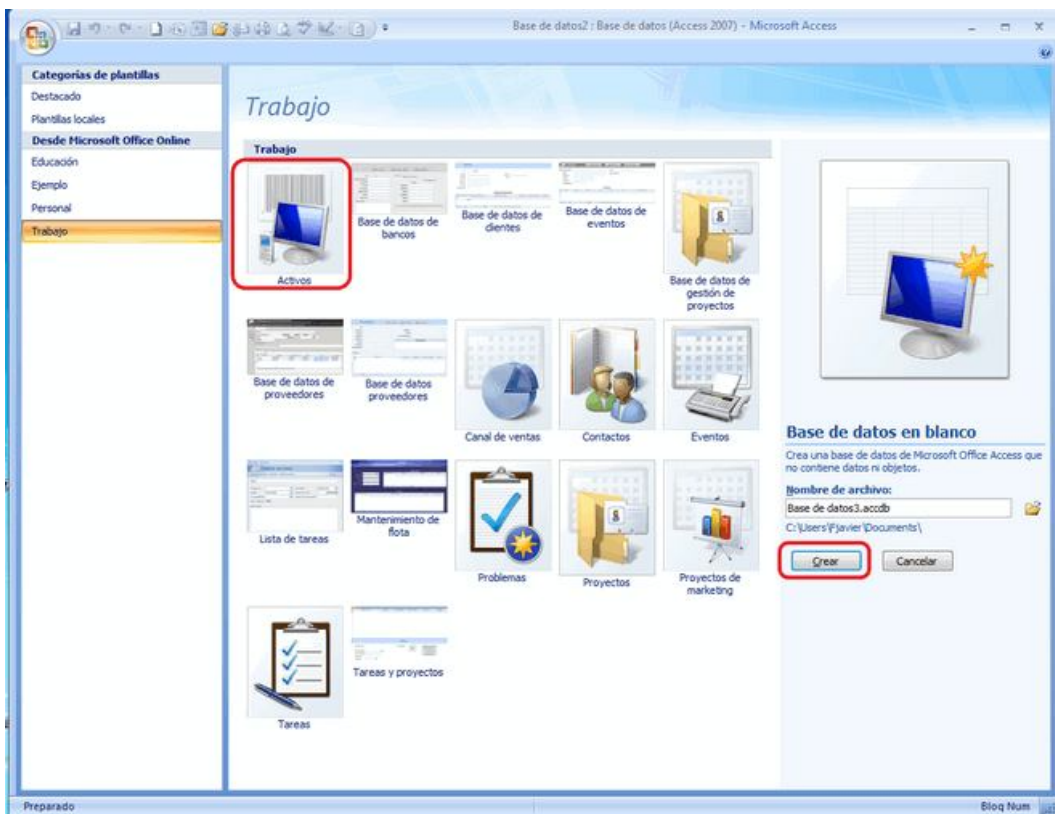 Base de datos2 : Base de datos (Access 2007) - Microsoft Access
Categorías de plantillas
Destacado
Plantillas locales
Desde Microsoft Office Online
Educación
Ejemplo
Personal
Trabajo
Trabajo
Trabajo
Activos
Base de datos de
bancos
Base de datos de
clientes
Base de datos de
eventos
Base de datos de
gestión de
proyectos
Base de datos de
proveedores
Base de datos
proveedores
Canal de ventas
Contactos
Eventos
Lista de tareas
Mantenimiento de
flota
Problemas
Proyectos
Proyectos de
marketing
Tareas
Tareas y proyectos
Base de datos en blanco
Crea una base de datos de Microsoft Office Access que
no contiene datos ni objetos.
Nombre de archivo:
Base de datos3.accdb
C:\Users\Fjavier\Documents\
Crear
Cancelar
Preparado
Bloq Num